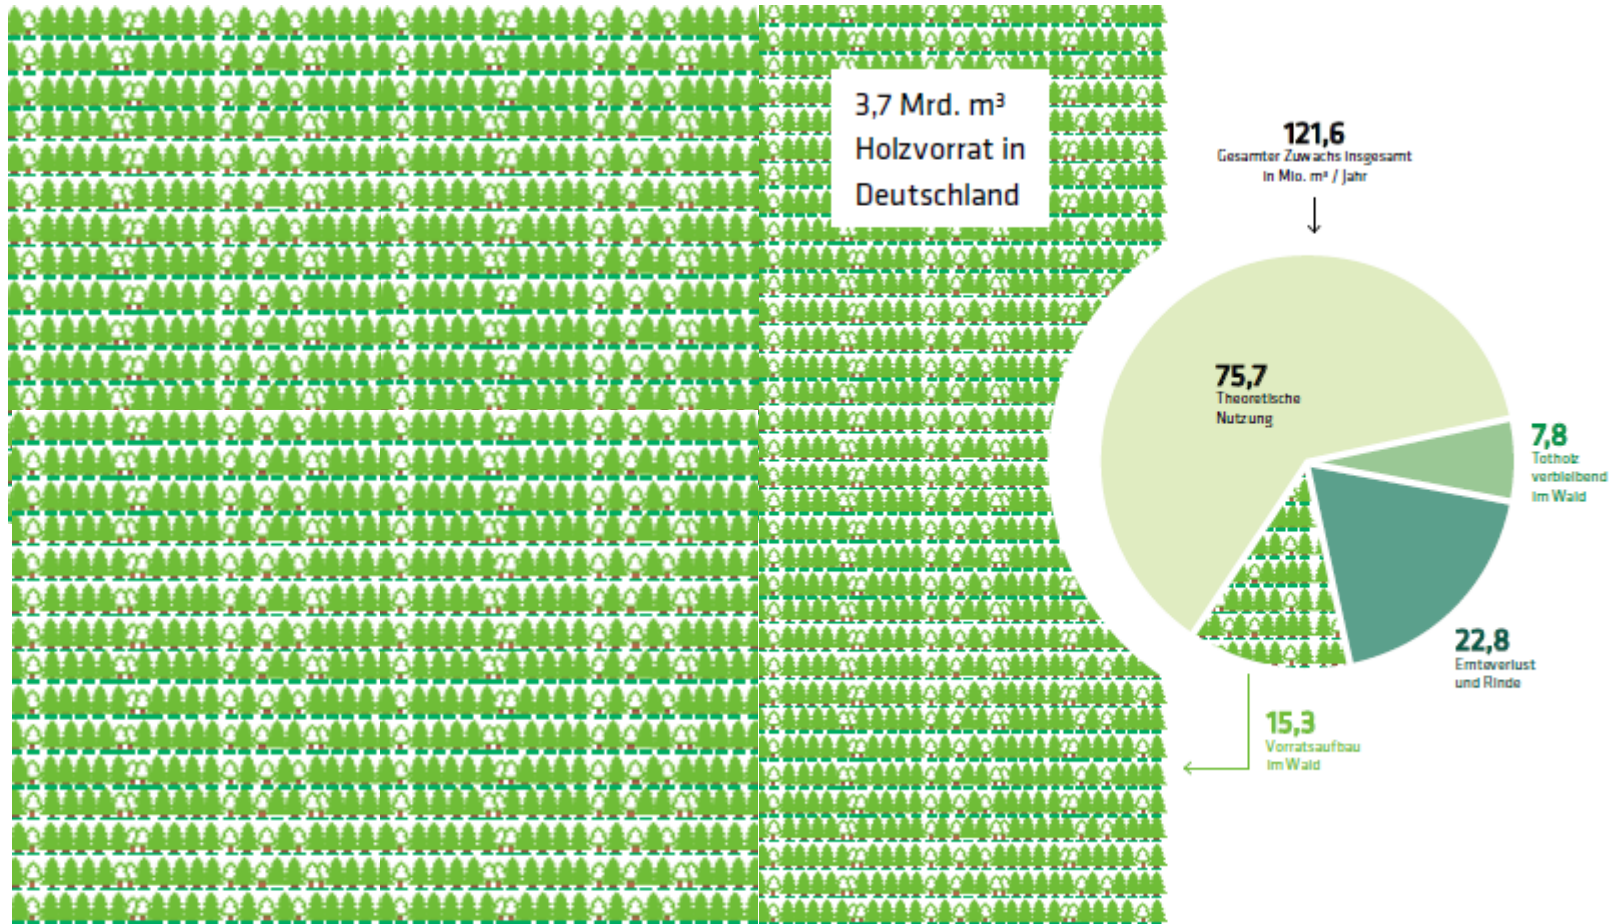 3,7 Mrd. m³
Holzvorrat in
Deutschland
121,6
Gesamter Zuwachs insgesamt
in Mio. m³ / Jahr
75,7
Theoretische
Nutzung
7,8
Totholz
verbleibend
im Wald
22,8
Ernteverlust
und Rinde
15,3
Vorratsaufbau
im Wald